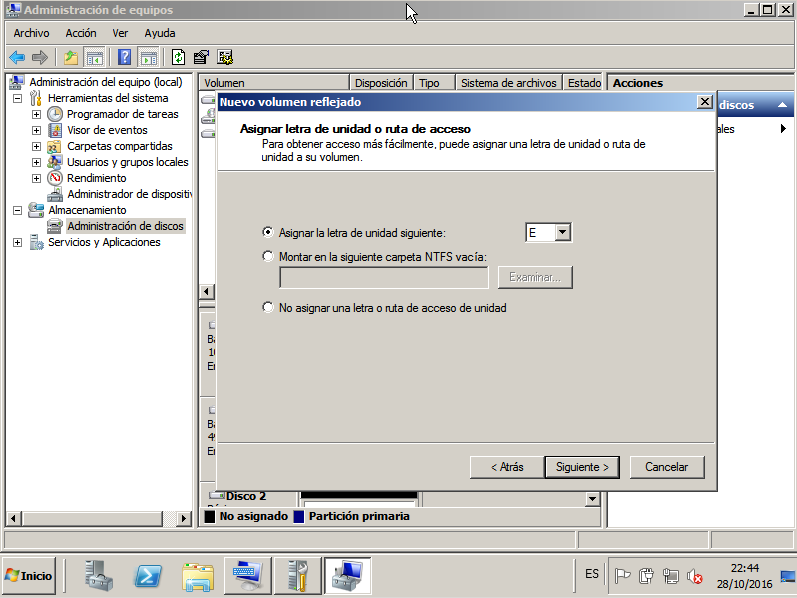 Administración de equipos
Archivo Acción Ver Ayuda
Administración del equipo (local)
Herramientas del sistema
Programador de tareas
Visor de eventos
Carpetas compartidas
Usuarios y grupos locales
Rendimiento
Administrador de dispositiv
Almacenamiento
Administración de discos
Servicios y Aplicaciones
Volumen Disposición Tipo Sistema de archivos Estado
Acciones
discos
ales
Nuevo volumen reflejado
Asignar letra de unidad o ruta de acceso
Para obtener acceso más fácilmente, puede asignar una letra de unidad o ruta de
unidad a su volumen.
Asignar la letra de unidad siguiente: E
Montar en la siguiente carpeta NTFS vacía:
Examinar...
No asignar una letra o ruta de acceso de unidad
< Atrás Siguiente > Cancelar
Ba
10
En
Ba
En
Disco 2
No asignado Partición primaria
Inicio
ES
22:44
28/10/2016